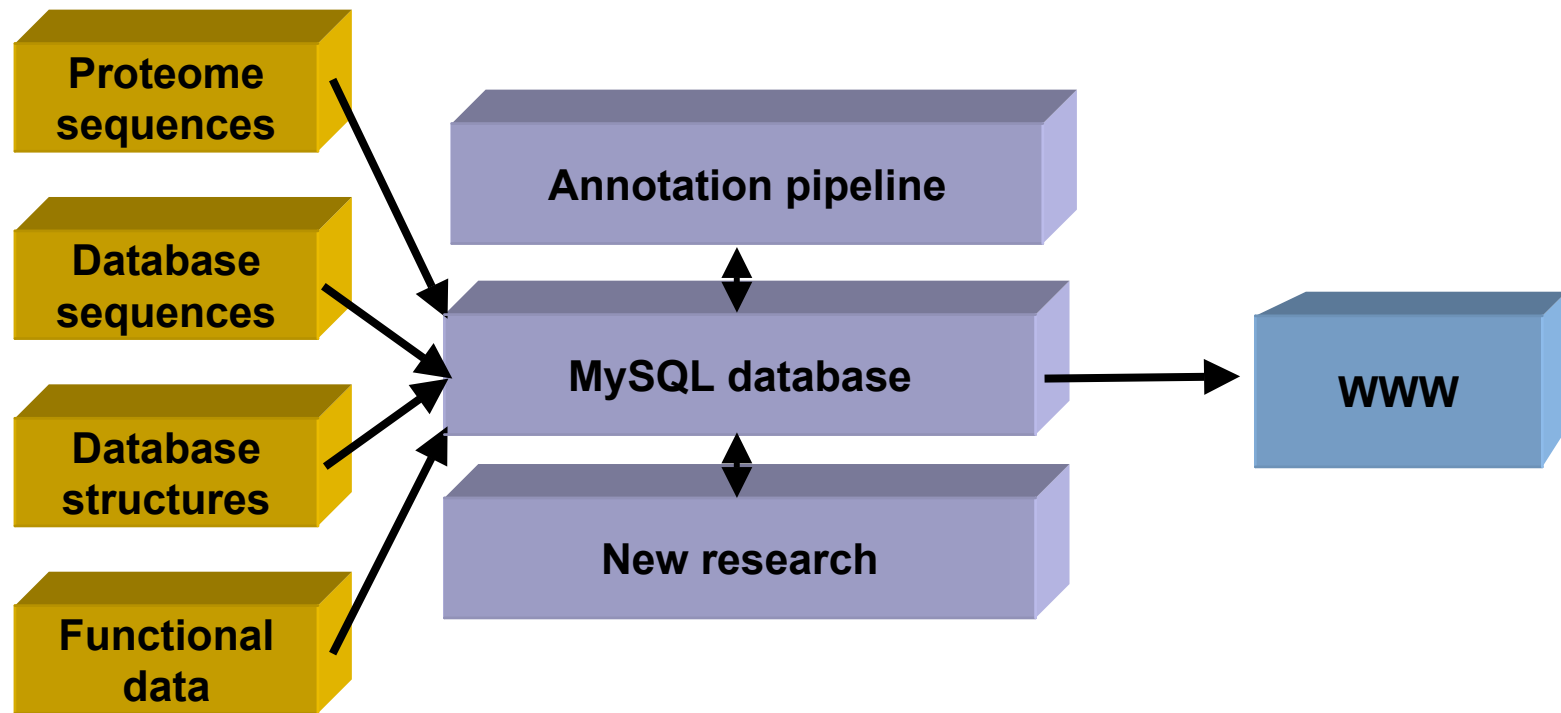 Proteome
sequences
Database
sequences
Database
structures
Functional
data
Annotation pipeline
MySQL database
New research
WWW